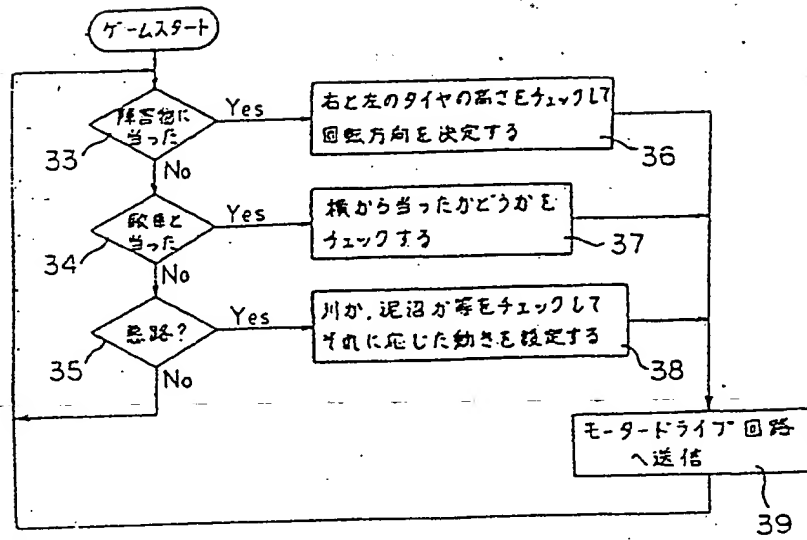 ゲームスタート
障害物に
当った
33
Yes
No
右と左のタイヤの高さをチェックして
回転方向を決定する
36
敵車と
当った
34
Yes
No
横から当ったかどうかを
チェックする
37
悪路?
35
Yes
No
川か、泥沼か等をチェックして
それに応じた動きを設定する
38
モータードライブ回路
へ送信
39